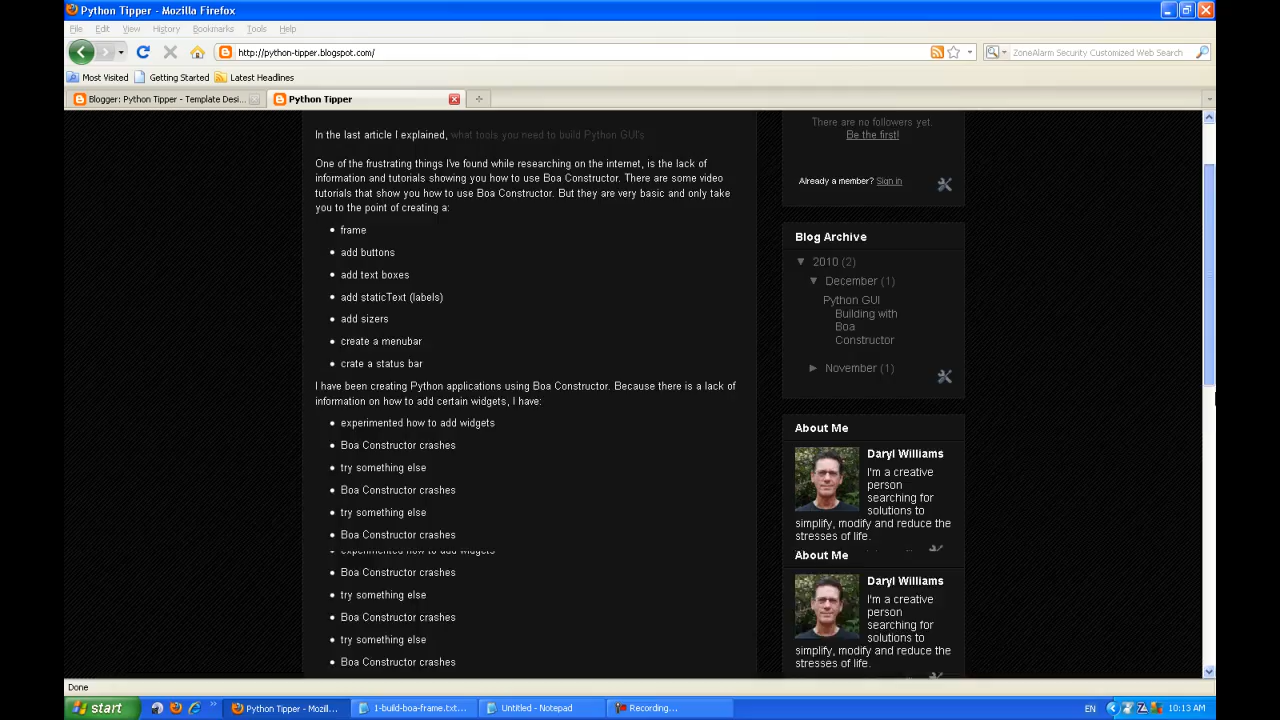 Python Tipper - Mozilla Firefox
File Edit View History Bookmarks Tools Help
http://python-tipper.blogspot.com/
ZoneAlarm Security Customized Web Search
Most Visited Getting Started Latest Headlines
Blogger: Python Tipper - Template Desi...
Python Tipper
In the last article I explained, what tools you need to build Python GUI's
One of the frustrating things I've found while researching on the internet, is the lack of
information and tutorials showing you how to use Boa Constructor. There are some video
tutorials that show you how to use Boa Constructor. But they are very basic and only take
you to the point of creating a:
frame
add buttons
add text boxes
add staticText (labels)
add sizers
create a menubar
crate a status bar
I have been creating Python applications using Boa Constructor. Because there is a lack of
information on how to add certain widgets, I have:
experimented how to add widgets
Boa Constructor crashes
try something else
Boa Constructor crashes
try something else
Boa Constructor crashes
experimented how to add widgets
Boa Constructor crashes
try something else
Boa Constructor crashes
try something else
Boa Constructor crashes
There are no followers yet.
Be the first!
Already a member? Sign in
Blog Archive
▼ 2010 (2)
▼ December (1)
Python GUI
Building with
Boa
Constructor
► November (1)
About Me
Daryl Williams
I'm a creative
person
searching for
solutions to
simplify, modify and reduce the
stresses of life.
About Me
Daryl Williams
I'm a creative
person
searching for
solutions to
simplify, modify and reduce the
stresses of life.
Done
start
Python Tipper - Mozill...
1-build-boa-frame.txt...
Untitled - Notepad
Recording...
EN
10:13 AM